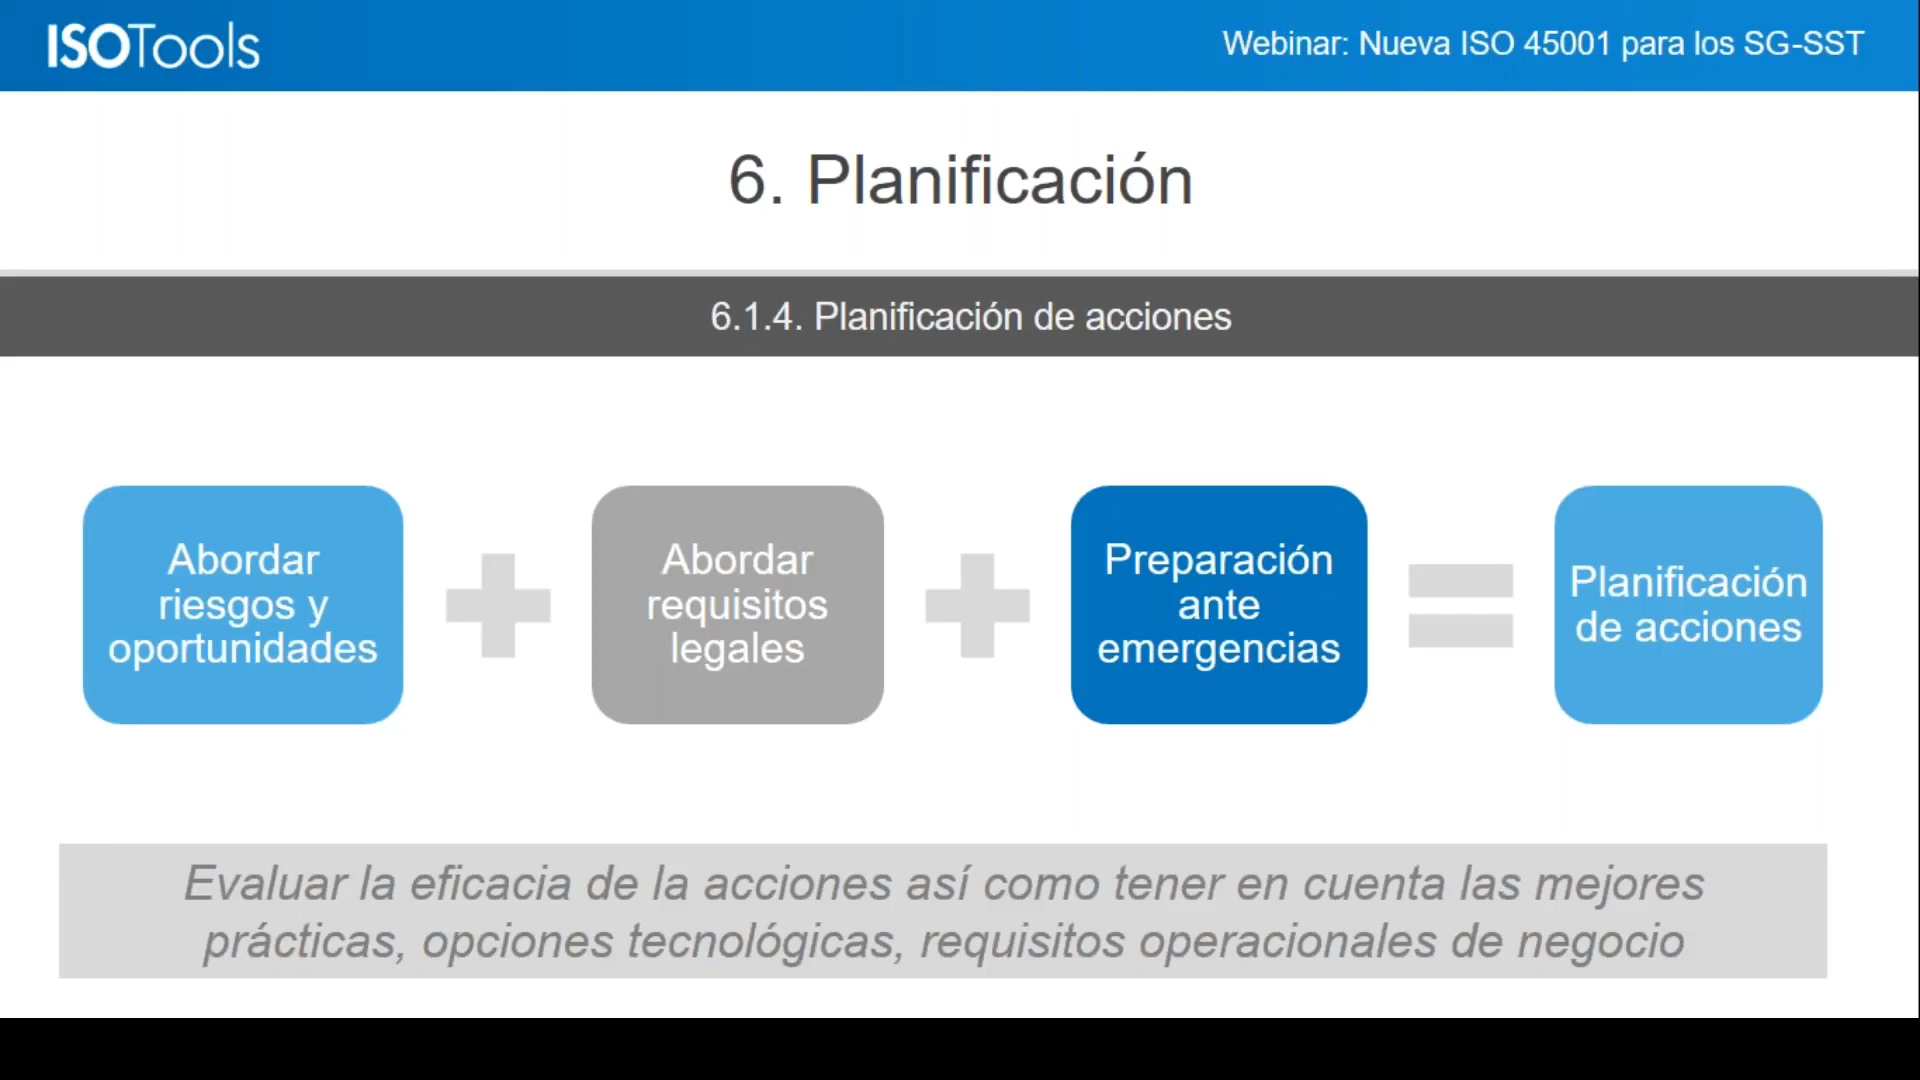 ISOTools
Webinar: Nueva ISO 45001 para los SG-SST
6. Planificación
6.1.4. Planificación de acciones
Abordar
riesgos y
oportunidades
Abordar
requisitos
legales
Preparación
ante
emergencias
Planificación
de acciones
Evaluar la eficacia de la acciones así como tener en cuenta las mejores
prácticas, opciones tecnológicas, requisitos operacionales de negocio